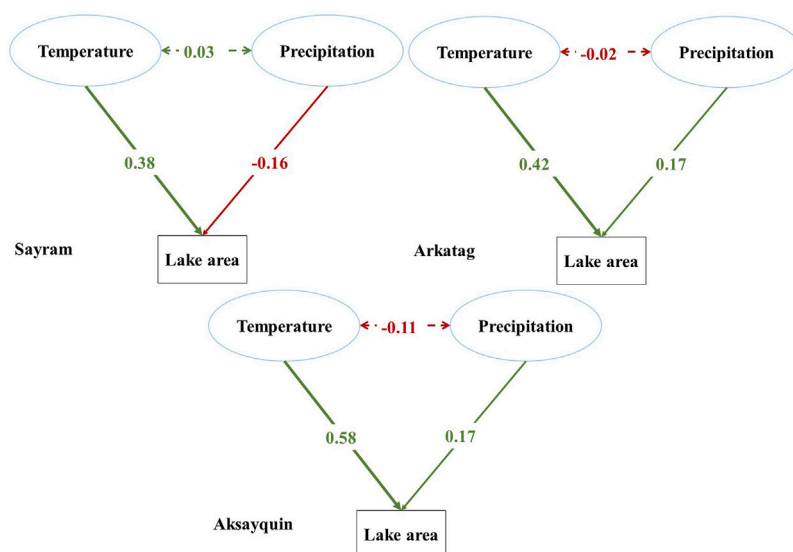 Temperature
0.03
Precipitation
0.38
-0.16
Sayram
Lake area
Temperature
-0.02
Precipitation
0.42
0.17
Arkatag
Lake area
Temperature
-0.11
Precipitation
0.58
0.17
Aksayquin
Lake area